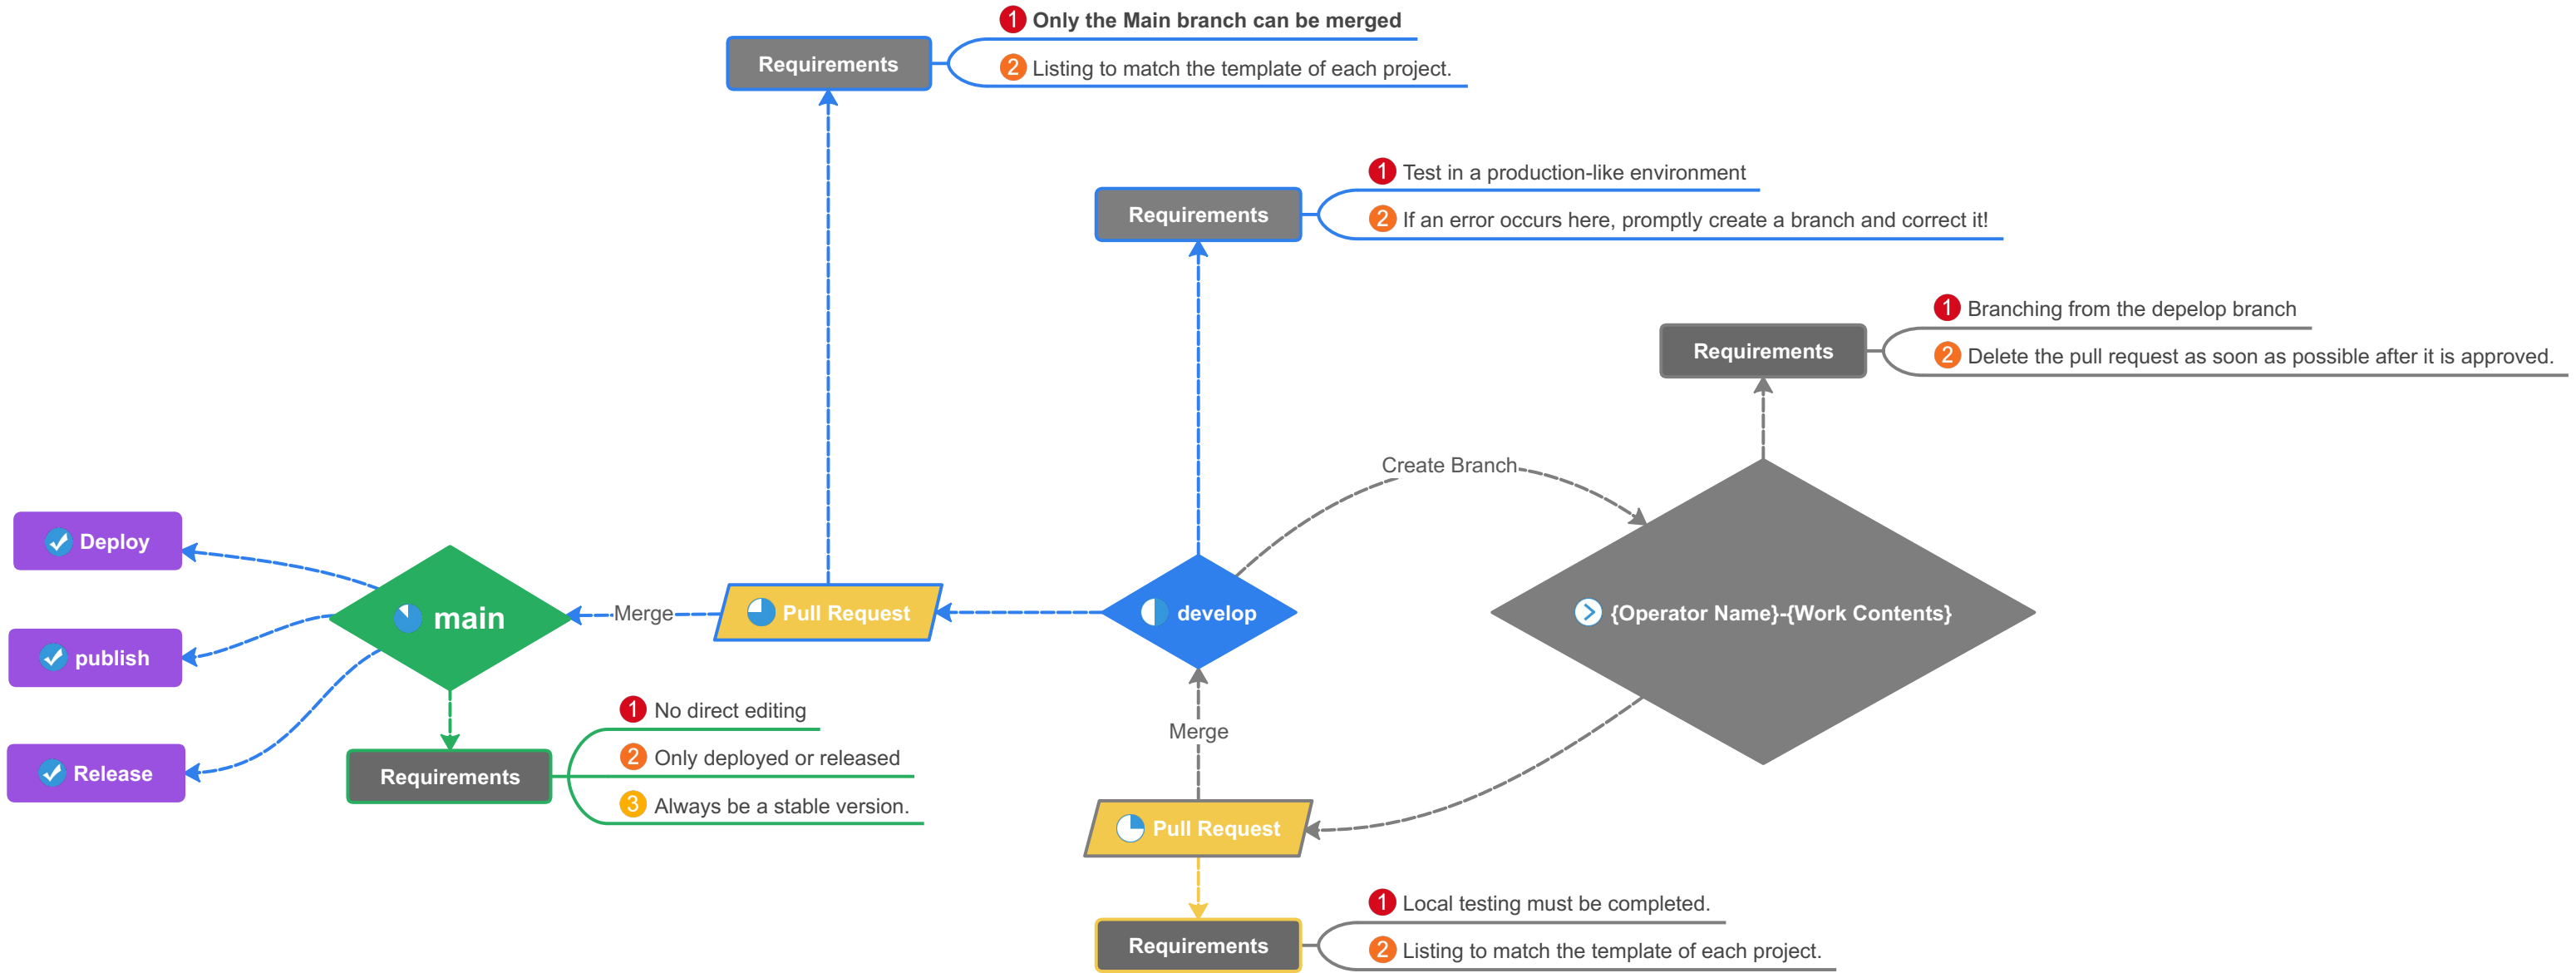 1 Only the Main branch can be merged
Requirements
2 Listing to match the template of each project.
1 Test in a production-like environment
Requirements
2 If an error occurs here, promptly create a branch and correct it!
1 Branching from the depelop branch
Requirements
2 Delete the pull request as soon as possible after it is approved.
Create Branch
Deploy
main
Merge
Pull Request
develop
{Operator Name}-{Work Contents}
publish
Release
1 No direct editing
2 Only deployed or released
Requirements
3 Always be a stable version.
Merge
Pull Request
1 Local testing must be completed.
Requirements
2 Listing to match the template of each project.